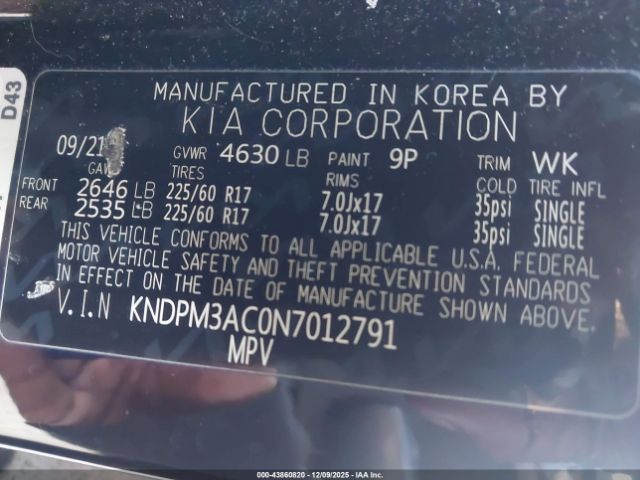 D43
MANUFACTURED IN KOREA BY
KIA CORPORATION
09/21 GVWR 4630 LB PAINT 9P TRIM WK
GAWR TIRES RIMS COLD TIRE INFL
FRONT 2646 LB 225/60 R17 7.0Jx17 35psi SINGLE
REAR 2535 LB 225/60 R17 7.0Jx17 35psi SINGLE
THIS VEHICLE CONFORMS TO ALL APPLICABLE U.S.A. FEDERAL
MOTOR VEHICLE SAFETY AND THEFT PREVENTION STANDARDS
IN EFFECT ON THE DATE OF MANUFACTURE SHOWN ABOVE.
V.I.N KNDPM3AC0N7012791
MPV
000-43860820 • 12/09/2025 • IAA Inc.